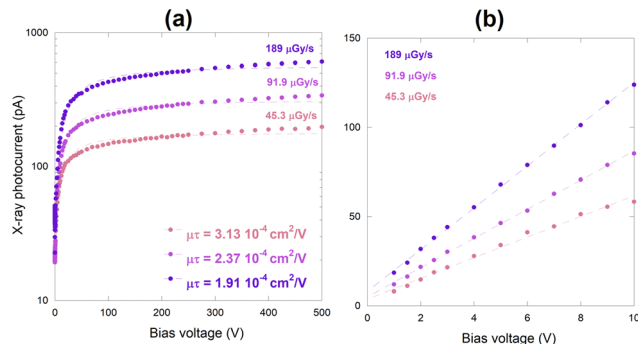 (a)
1000
189 μGy/s
91.9 μGy/s
45.3 μGy/s
100
μτ = 3.13 10⁻⁴ cm²/V
μτ = 2.37 10⁻⁴ cm²/V
μτ = 1.91 10⁻⁴ cm²/V
10
0 100 200 300 400 500
Bias voltage (V)
X-ray photocurrent (pA)
(b)
150
189 μGy/s
91.9 μGy/s
45.3 μGy/s
100
50
0
0 2 4 6 8 10
Bias voltage (V)